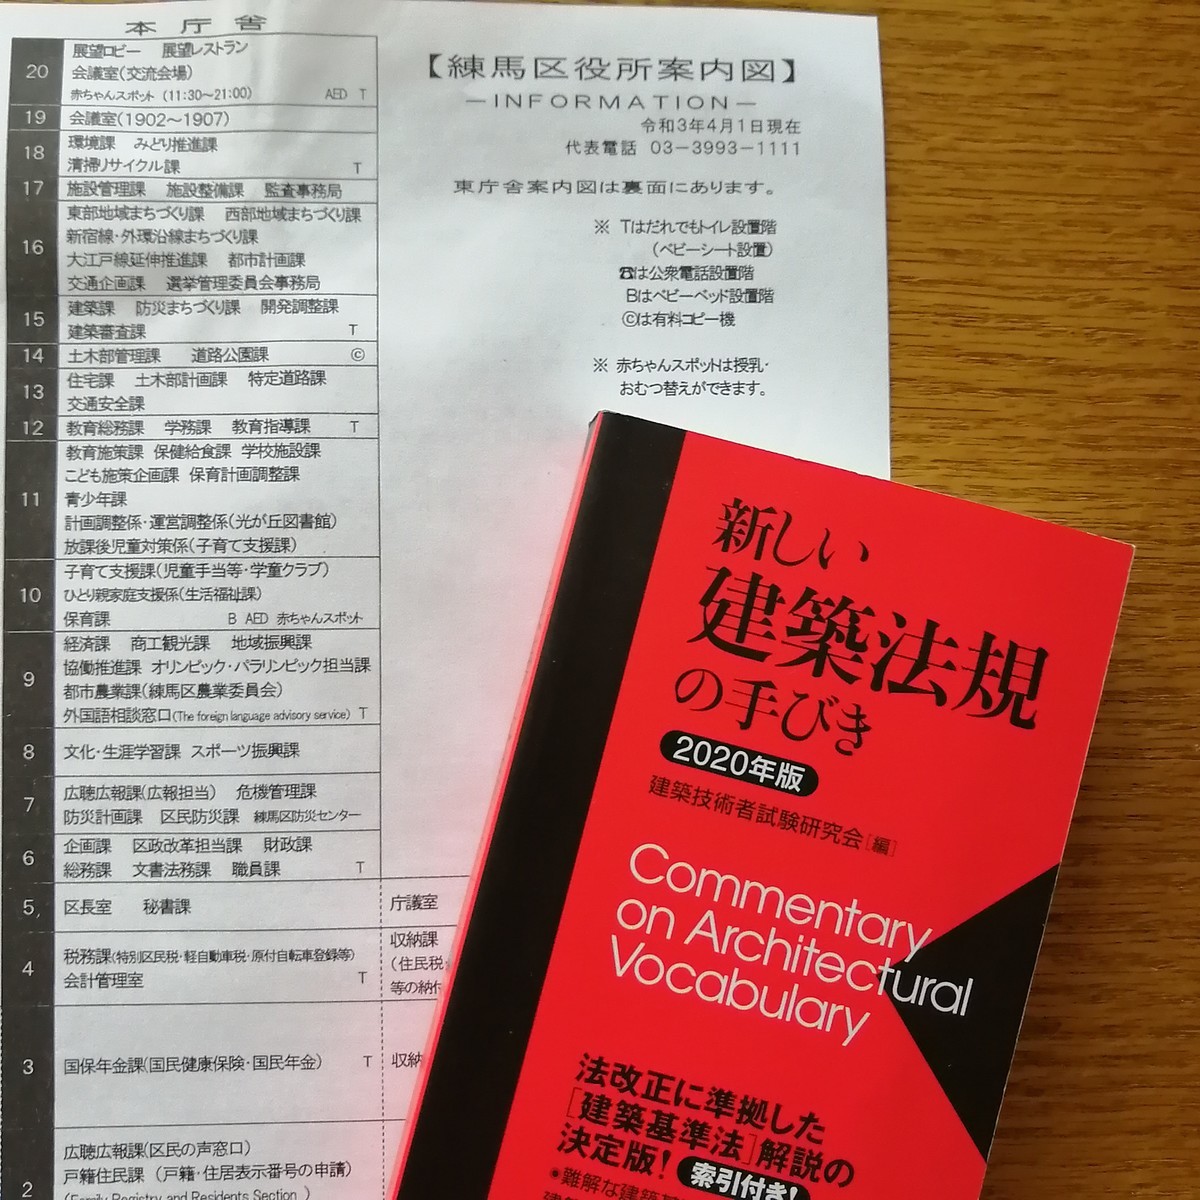 本庁舎
20
展望ロビー 展望レストラン
会議室(交流会場)
赤ちゃんスポット (11:30～21:00) AED T
19
会議室(1902～1907)
18
環境課 みどり推進課
清掃リサイクル課 T
17
施設管理課 施設整備課 監査事務局
16
東部地域まちづくり課 西部地域まちづくり課
新宿線・外環沿線まちづくり課
大江戸線延伸推進課 都市計画課
交通企画課 選挙管理委員会事務局
15
建築課 防災まちづくり課 開発調整課
建築審査課 T
14
土木部管理課 道路公園課 ©
13
住宅課 土木部計画課 特定道路課
交通安全課
12
教育総務課 学務課 教育指導課 T
11
教育施策課 保健給食課 学校施設課
こども施策企画課 保育計画調整課
青少年課
計画調整係・運営調整係(光が丘図書館)
放課後児童対策係(子育て支援課)
10
子育て支援課(児童手当等・学童クラブ)
ひとり親家庭支援係(生活福祉課)
保育課 B AED 赤ちゃんスポット
9
経済課 商工観光課 地域振興課
協働推進課 オリンピック・パラリンピック担当課
都市農業課(練馬区農業委員会)
外国語相談窓口(The foreign language advisory service) T
8
文化・生涯学習課 スポーツ振興課
7
広聴広報課(広報担当) 危機管理課
防災計画課 区民防災課 練馬区防災センター
6
企画課 区政改革担当課 財政課
総務課 文書法務課 職員課 T
5
区長室 秘書課
庁議室
4
税務課(特別区民税・軽自動車税・原付自転車登録等)
会計管理室 T
収納課
(住民税
等の納付
3
国保年金課(国民健康保険・国民年金) T
収納
2
広聴広報課(区民の声窓口)
戸籍住民課 (戸籍・住居表示番号の申請)
(Family Registry and Residents Section )
【練馬区役所案内図】
－INFORMATION－
令和3年4月1日現在
代表電話 03－3993－1111
東庁舎案内図は裏面にあります。
※ Tはだれでもトイレ設置階
(ベビーシート設置)
☎は公衆電話設置階
Bはベビーベッド設置階
©は有料コピー機
※ 赤ちゃんスポットは授乳・
おむつ替えができます。
新しい
建築法規
の手びき
2020年版
建築技術者試験研究会[編]
Commentary
on Architectural
Vocabulary
法改正に準拠した
[建築基準法]解説の
決定版! 索引付き!
●難解な建築基